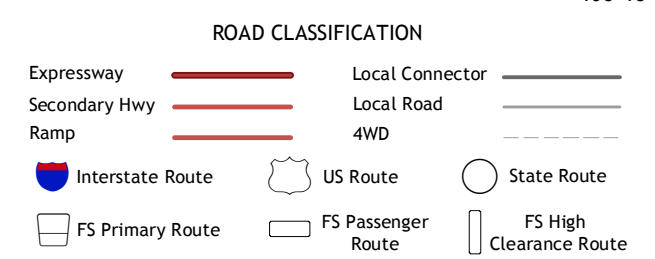 ROAD CLASSIFICATION
Expressway
Local Connector
Secondary Hwy
Local Road
Ramp
4WD
Interstate Route
US Route
State Route
FS Primary Route
FS Passenger
Route
FS High
Clearance Route